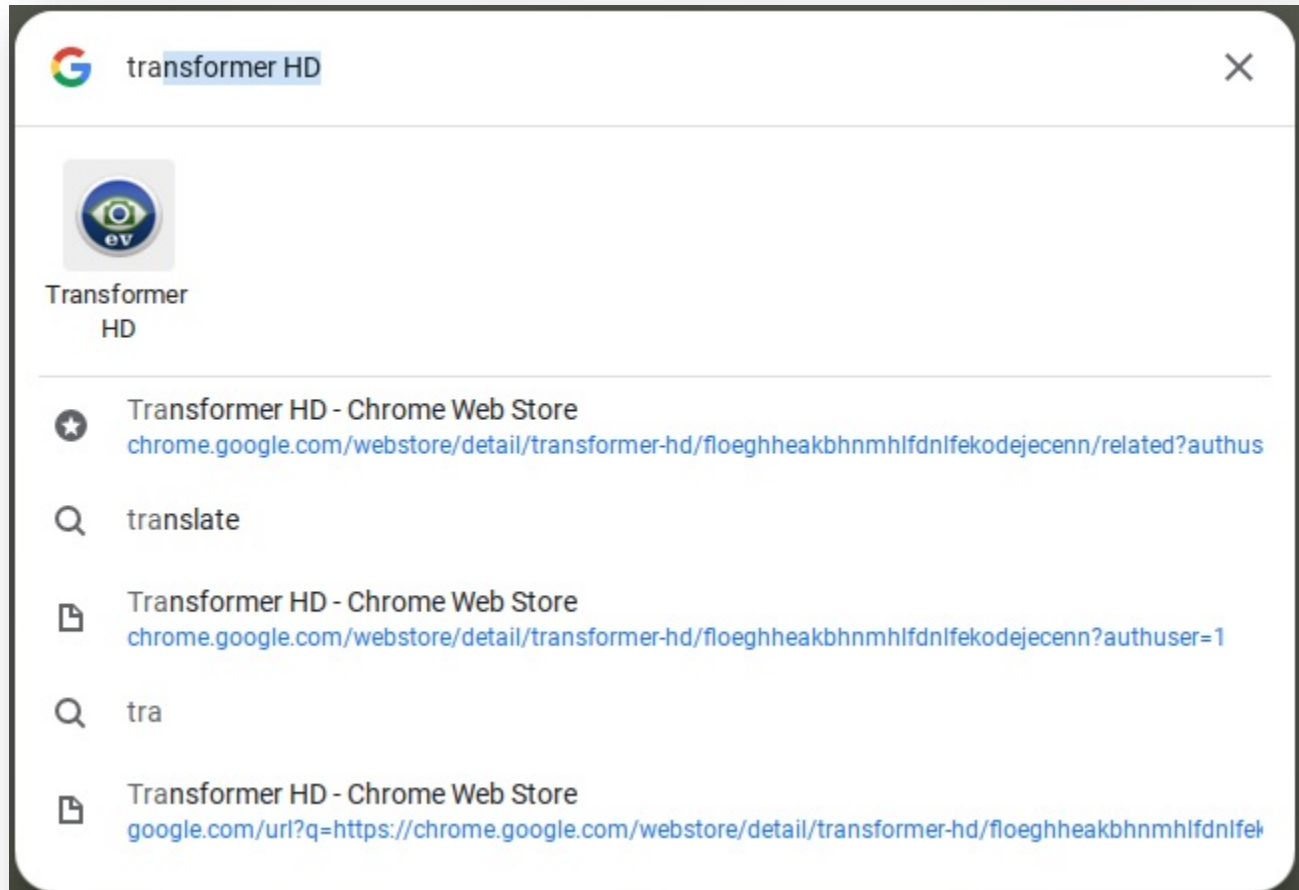 transformer HD
ev
Transformer
HD
Transformer HD - Chrome Web Store
chrome.google.com/webstore/detail/transformer-hd/floeghheakbhnmhlfdnlfekodejecenn/related?authus
translate
Transformer HD - Chrome Web Store
chrome.google.com/webstore/detail/transformer-hd/floeghheakbhnmhlfdnlfekodejecenn?authuser=1
tra
Transformer HD - Chrome Web Store
google.com/url?q=https://chrome.google.com/webstore/detail/transformer-hd/floeghheakbhnmhlfdnlfek